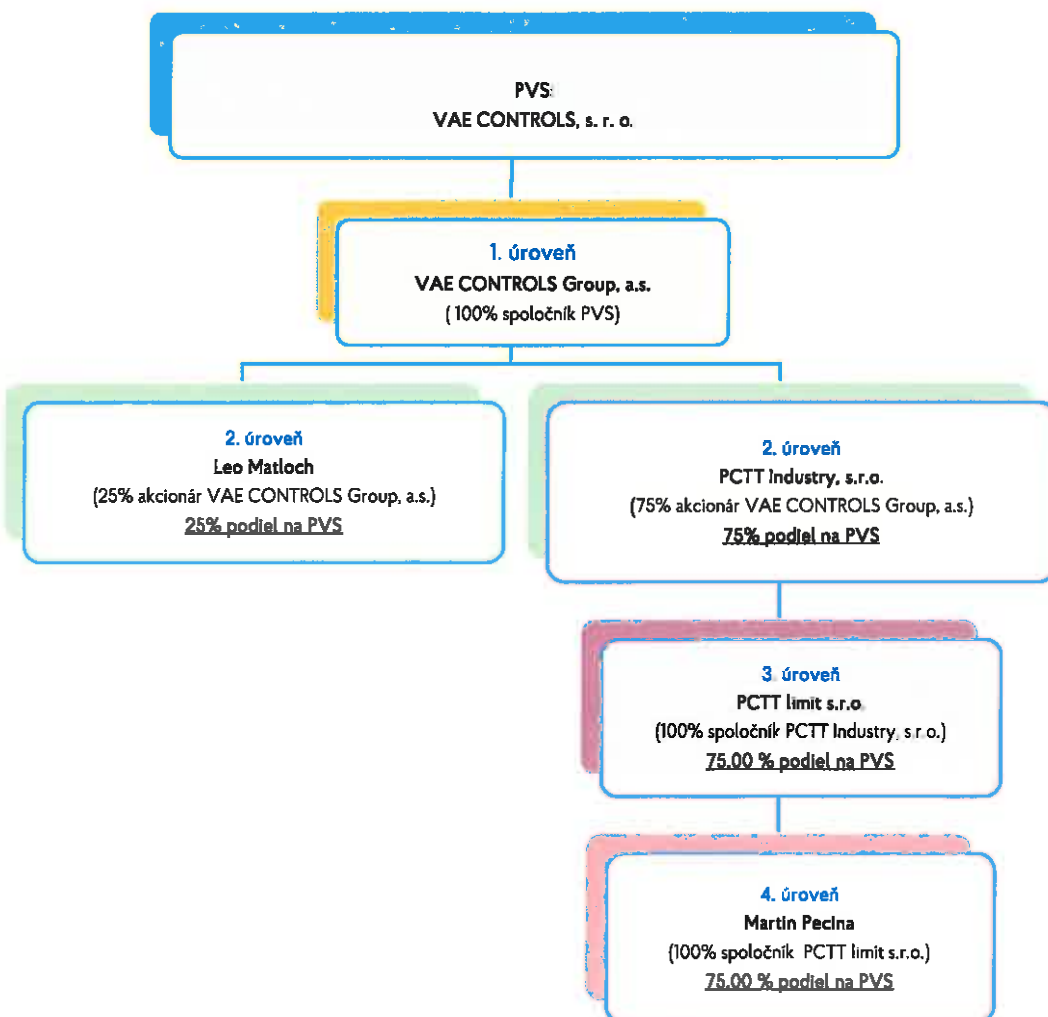 PVS:
VAE CONTROLS, s. r. o.
1. úroveň
VAE CONTROLS Group, a.s.
( 100% spoločník PVS)
2. úroveň
Leo Matloch
(25% akcionár VAE CONTROLS Group, a.s.)
25% podiel na PVS
2. úroveň
PCTT Industry, s.r.o.
(75% akcionár VAE CONTROLS Group, a.s.)
75% podiel na PVS
3. úroveň
PCTT limit s.r.o.
(100% spoločník PCTT Industry, s.r.o.)
75.00 % podiel na PVS
4. úroveň
Martin Pecina
(100% spoločník PCTT limit s.r.o.)
75.00 % podiel na PVS